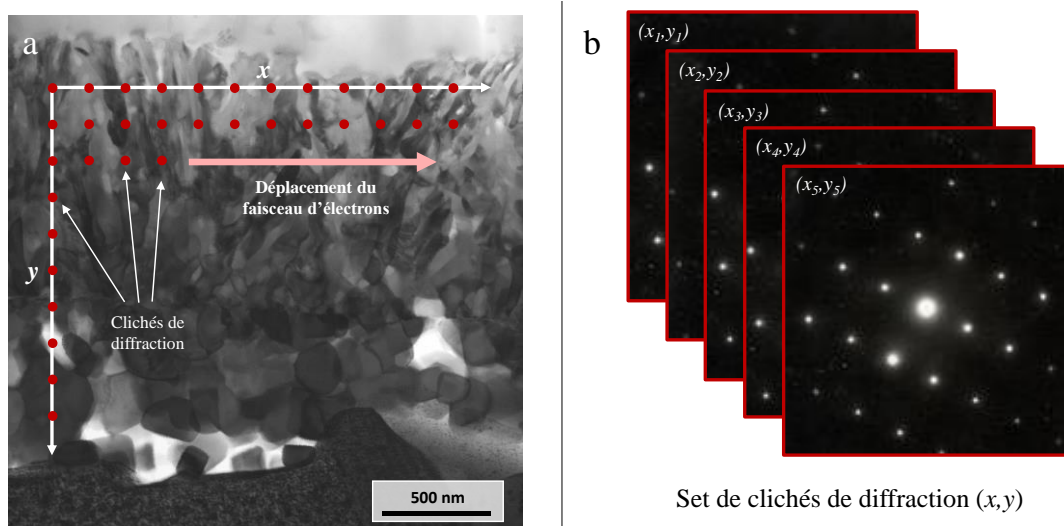 a
x
Déplacement du
faisceau d’électrons
y
Clichés de
diffraction
500 nm
b
(x1,y1)
(x2,y2)
(x3,y3)
(x4,y4)
(x5,y5)
Set de clichés de diffraction (x,y)